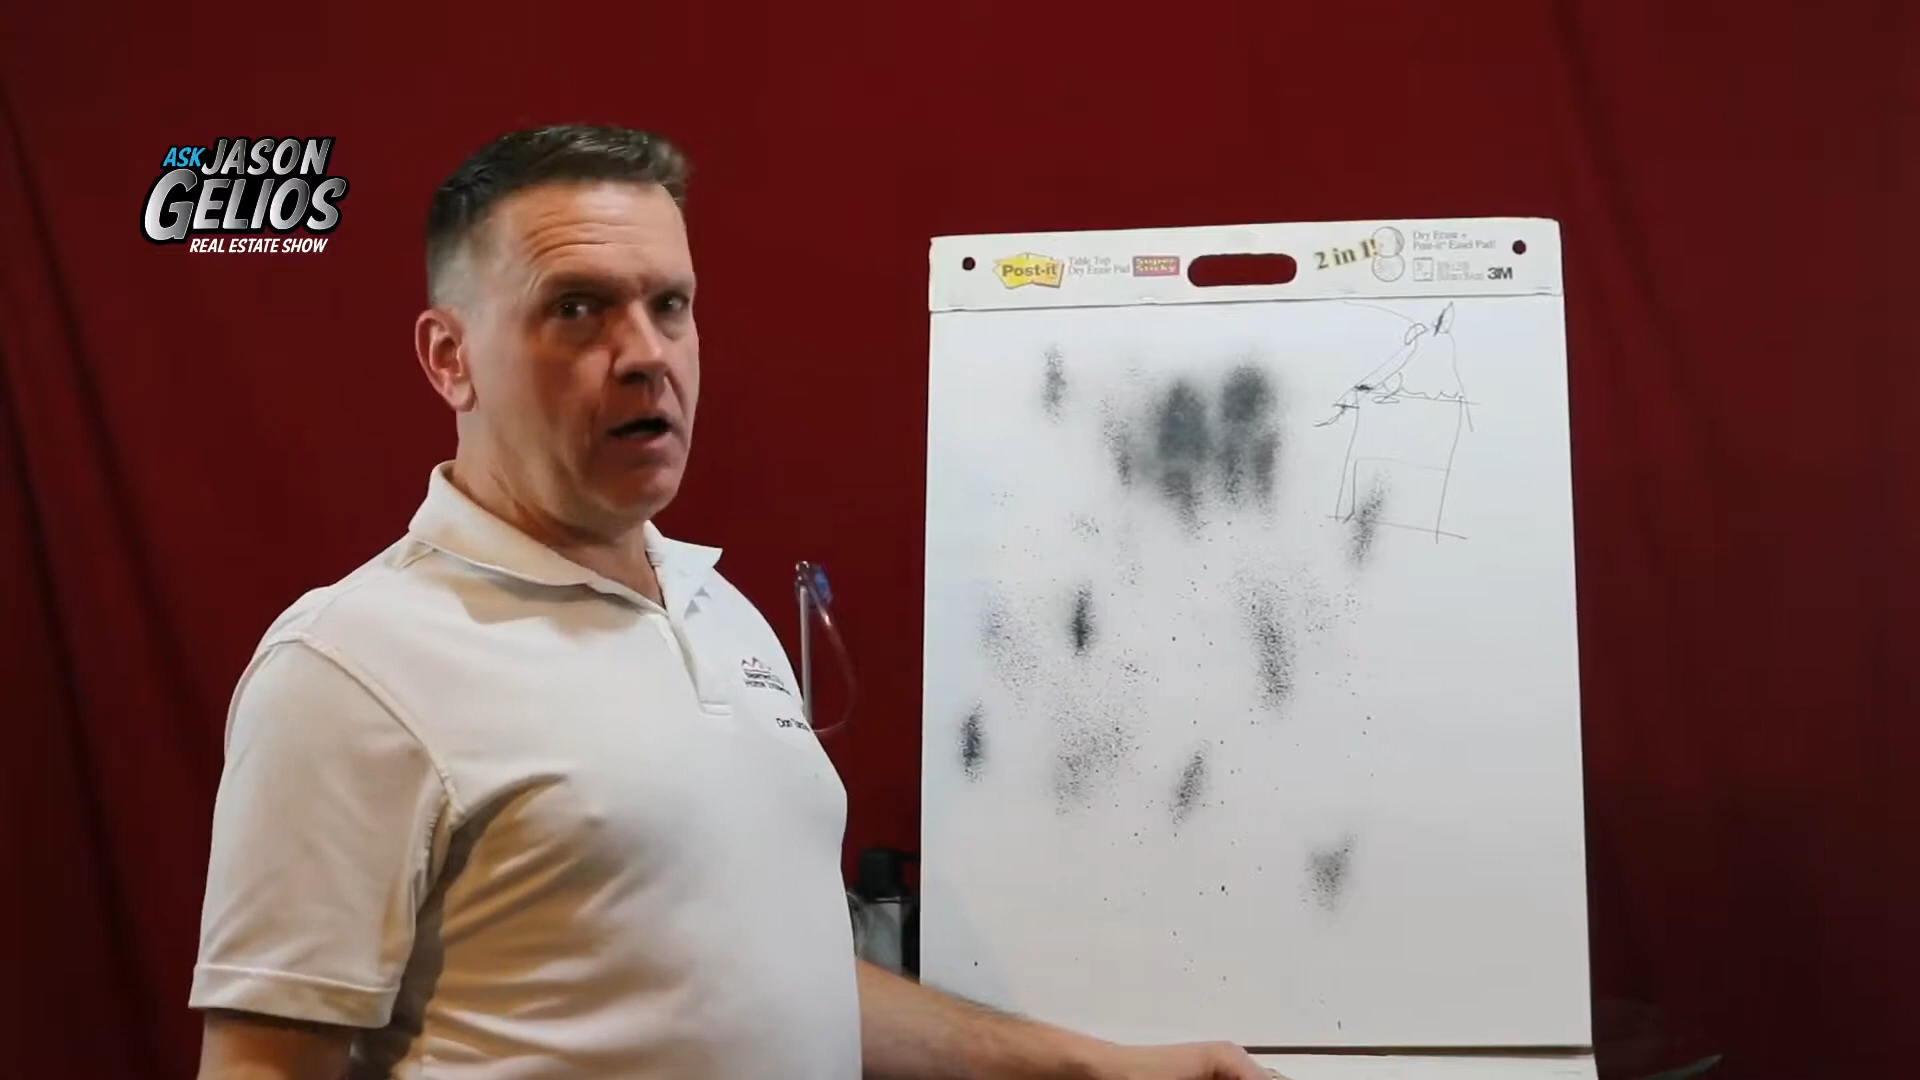 ASK JASON
GELIOS
REAL ESTATE SHOW
Post-it
Table Top
Dry Erase Pad
Super
Sticky
2 in 1!
Dry Erase +
Post-it Easel Pad!
3M
Home